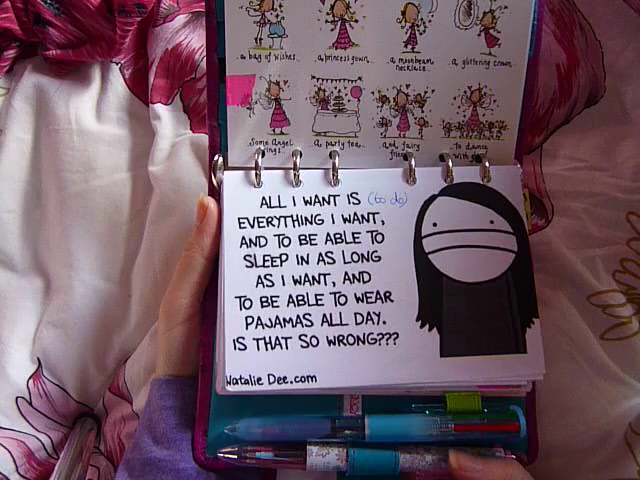 a bag of wishes..
a princess gown..
a moonbeam necklace..
a glittering crown..
Some Angel wings..
a party tea..
and fairy
to dance
ALL I WANT IS (to do)
EVERYTHING I WANT,
AND TO BE ABLE TO
SLEEP IN AS LONG
AS I WANT, AND
TO BE ABLE TO WEAR
PAJAMAS ALL DAY.
IS THAT SO WRONG???
Natalie Dee.com